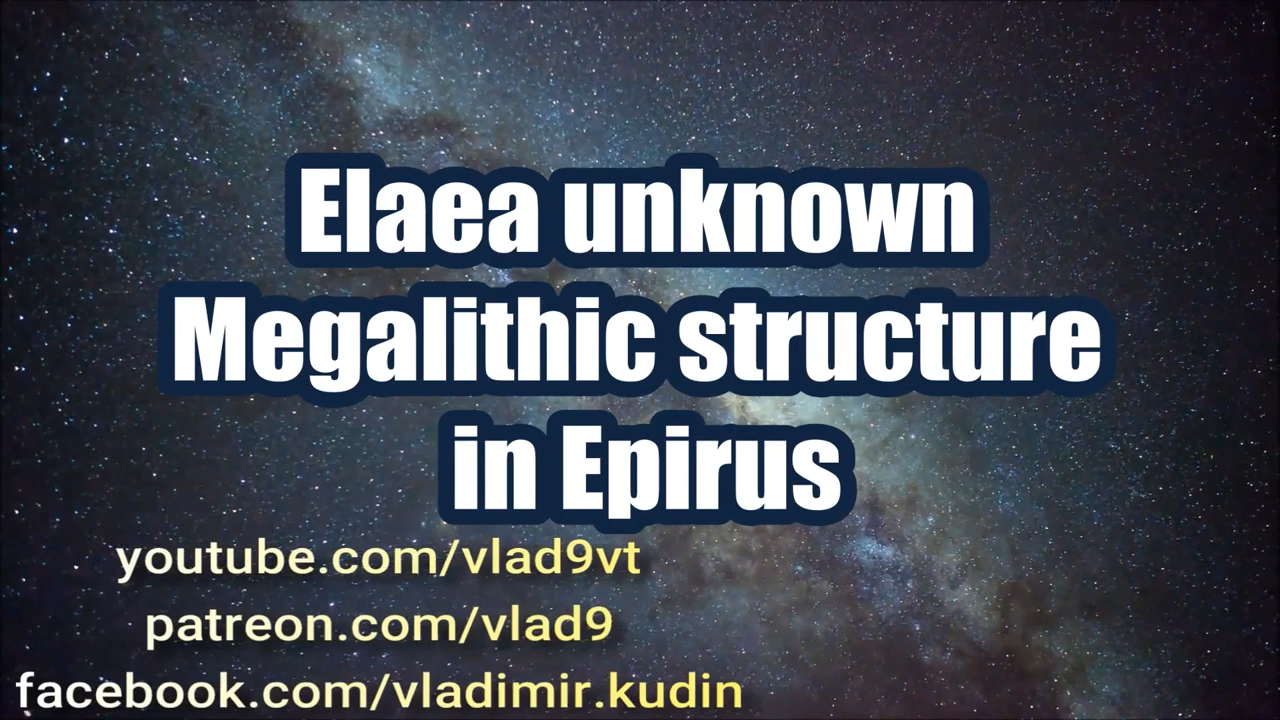 Elaea unknown
Megalithic structure
in Epirus
youtube.com/vlad9vt
patreon.com/vlad9
facebook.com/vladimir.kudin